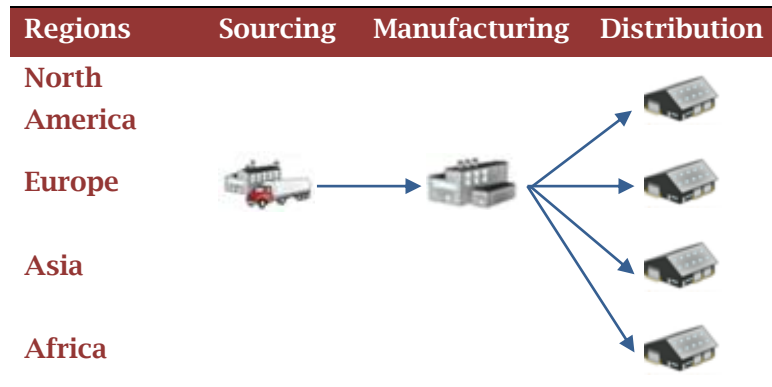 Regions Sourcing Manufacturing Distribution
North
America
Europe
Asia
Africa